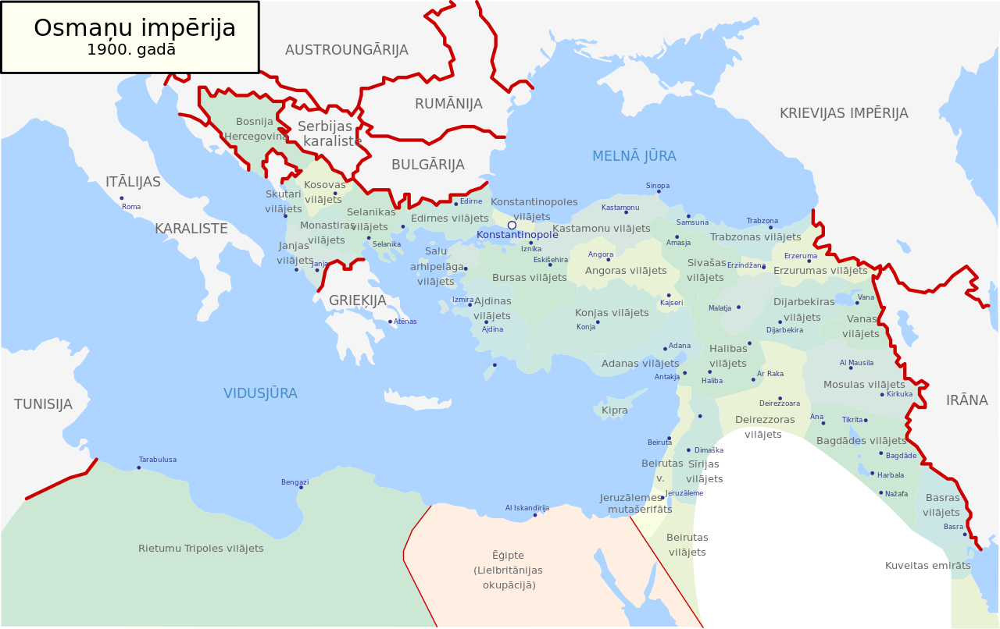 Osmaņu impērija
1900. gadā
AUSTROUNGĀRIJA
RUMĀNIJA
KRIEVIJAS IMPĒRIJA
Bosnija
Hercegovina
Serbijas
karaliste
BULGĀRIJA
MELNĀ JŪRA
ITĀLIJAS
KARALISTE
Roma
Skutari
vilājets
Kosovas
vilājets
Monastiras
vilājets
Selanikas
vilājets
Selanika
Janjas
vilājets
Janja
Edirne
Edirnes vilājets
Konstantinopoles
vilājets
Konstantinopole
Iznika
Eskišehira
Salu
arhipelāga
vilājets
Bursas vilājets
Sinopa
Kastamonu
Kastamonu vilājets
Samsuna
Amasja
Trabzona
Trabzonas vilājets
Angora
Angoras vilājets
Sivašas
vilājets
Erzindžana
Erzeruma
Erzurumas vilājets
GRIEĶIJA
Atēnas
Izmira
Ajdinas
vilājets
Ajdina
Konjas vilājets
Konja
Kajseri
Malatja
Dijarbekiras
vilājets
Dijarbekira
Vana
Vanas
vilājets
Adana
Adanas vilājets
Antakja
Halibas
vilājets
Haliba
Ar Raka
Al Mausila
Mosulas vilājets
Kirkuka
IRĀNA
TUNISIJA
VIDUSJŪRA
Kipra
Deirezzoara
Deirezzoras
vilājets
Ana
Tikrita
Bagdādes vilājets
Bagdāde
Harbala
Nažafa
Beiruta
Dimaška
Beirutas
v.
Sīrijas
vilājets
Jeruzāleme
Jeruzālemes
mutašerifāts
Basras
vilājets
Basra
Tarabulusa
Bengazi
Al Iskandirija
Rietumu Tripoles vilājets
Ēģipte
(Lielbritānijas
okupācijā)
Beirutas
vilājets
Kuveitas emirāts